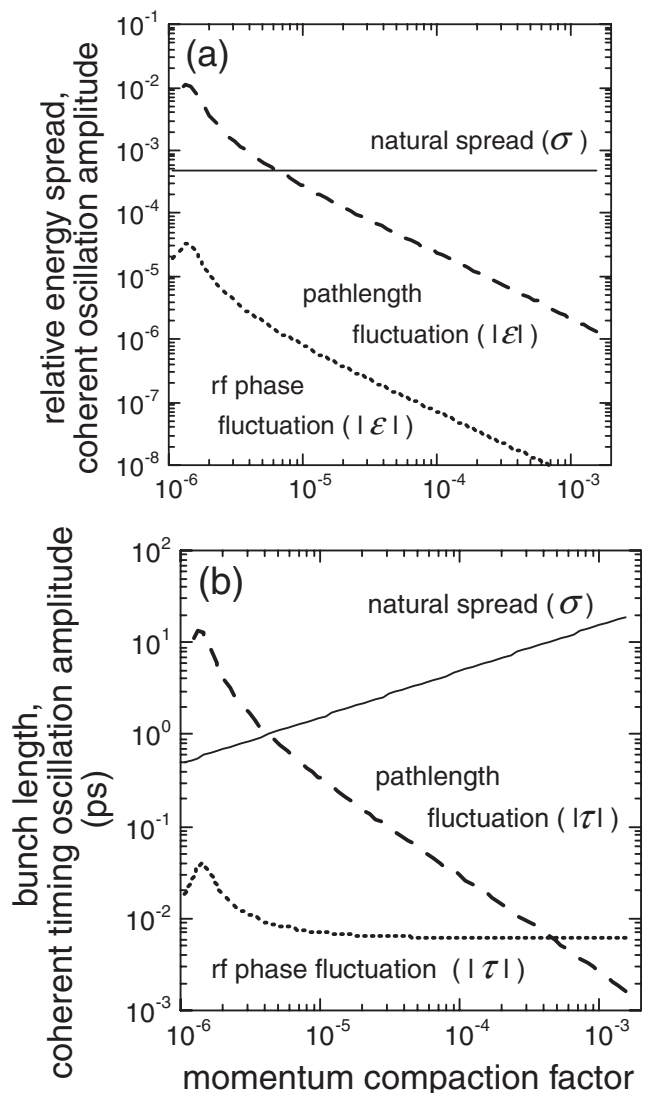 (a)
relative energy spread,
coherent oscillation amplitude
10^-1
10^-2
10^-3
10^-4
10^-5
10^-6
10^-7
10^-8
natural spread (σ)
pathlength
fluctuation (|ε|)
rf phase
fluctuation (|ε|)
10^-6
10^-5
10^-4
10^-3
(b)
bunch length,
coherent timing oscillation amplitude
(ps)
10^2
10^1
10^0
10^-1
10^-2
10^-3
natural spread (σ)
pathlength
fluctuation (|τ|)
rf phase fluctuation (|τ|)
10^-6
10^-5
10^-4
10^-3
momentum compaction factor